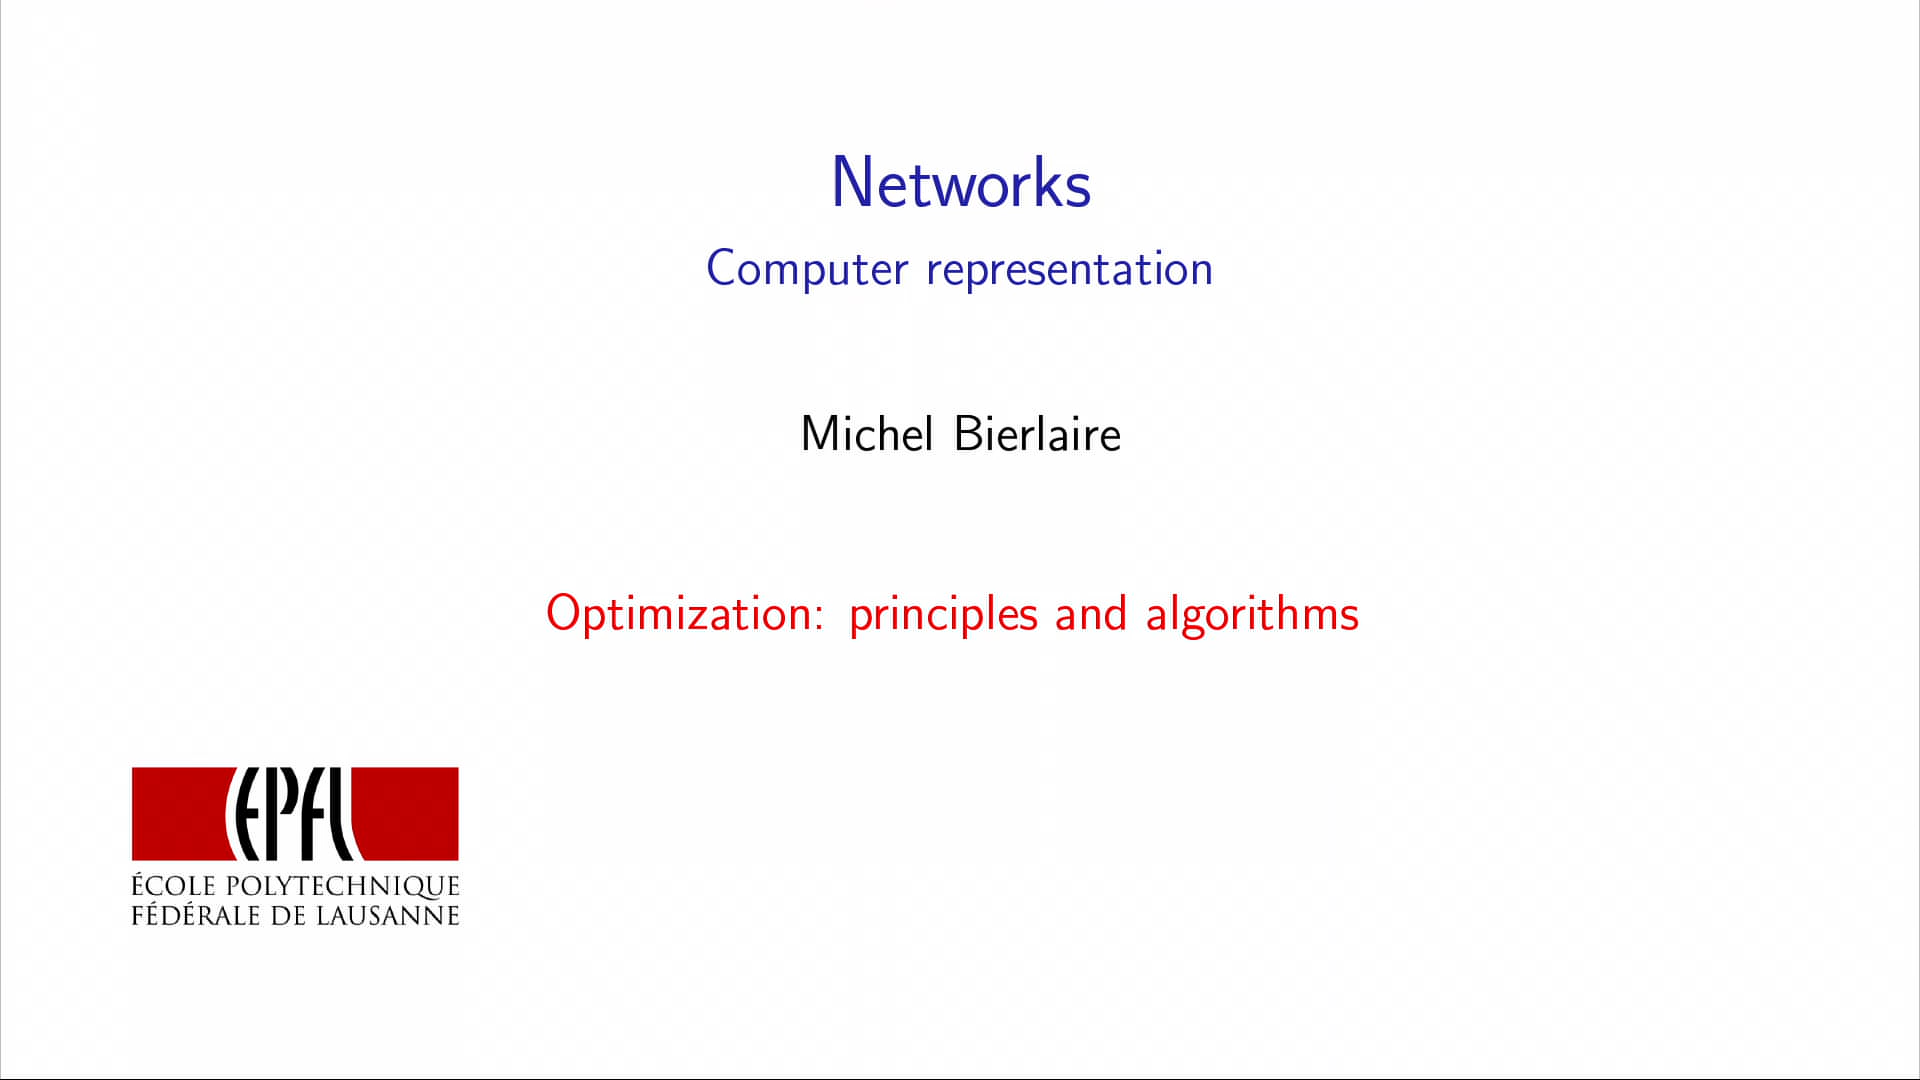 Networks
Computer representation
Michel Bierlaire
Optimization: principles and algorithms
EPFL
ÉCOLE POLYTECHNIQUE
FÉDÉRALE DE LAUSANNE